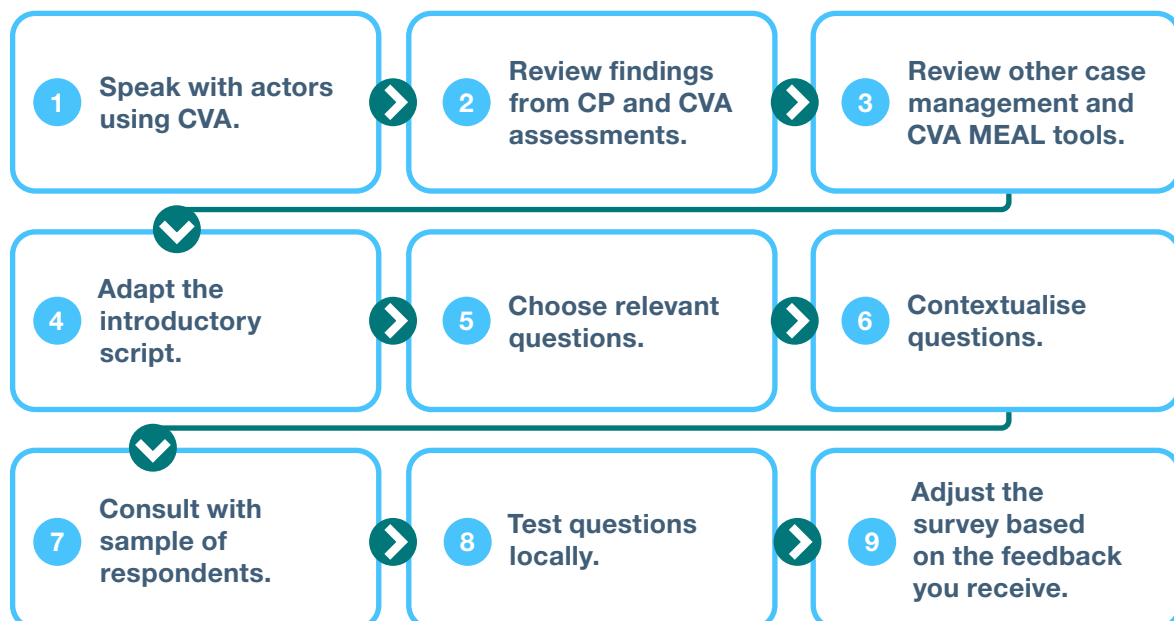 1
Speak with actors
using CVA.
2
Review findings
from CP and CVA
assessments.
3
Review other case
management and
CVA MEAL tools.
4
Adapt the
introductory
script.
5
Choose relevant
questions.
6
Contextualise
questions.
7
Consult with
sample of
respondents.
8
Test questions
locally.
9
Adjust the
survey based
on the feedback
you receive.